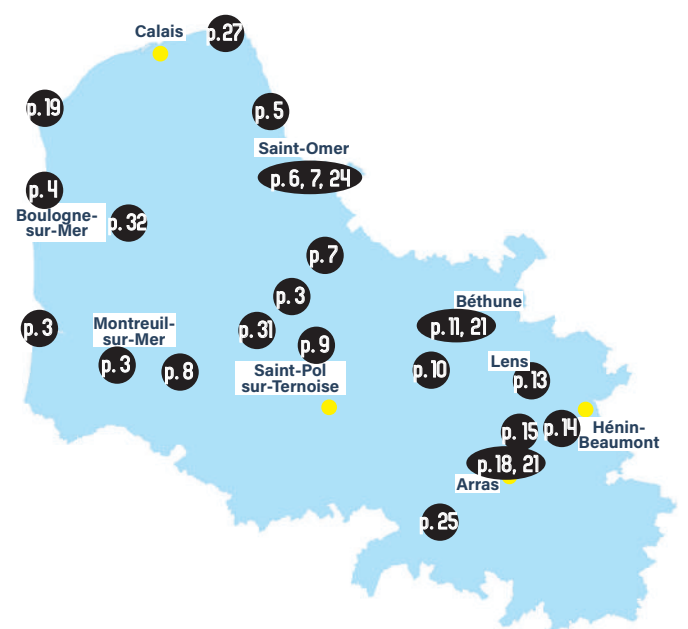 Calais
p. 27
p. 19
p. 5
Saint-Omer
p. 6, 7, 24
p. 4
Boulogne-
sur-Mer
p. 32
p. 7
p. 3
Béthune
p. 11, 21
p. 3
Montreuil-
sur-Mer
p. 31
p. 9
p. 3
p. 8
Saint-Pol
sur-Ternoise
p. 10
Lens
p. 13
p. 15
p. 14
Hénin-
Beaumont
p. 18, 21
Arras
p. 25